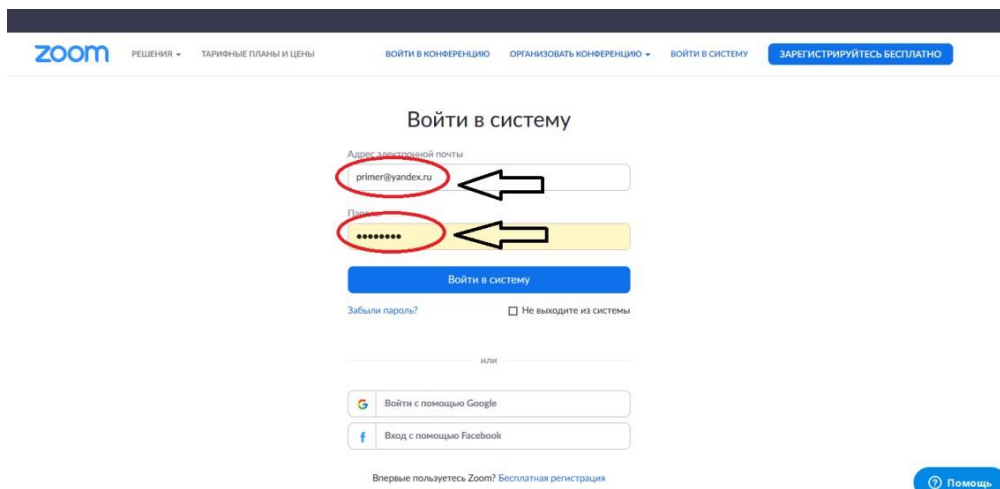 zoom РЕШЕНИЯ ТАРИФНЫЕ ПЛАНЫ И ЦЕНЫ ВОЙТИ В КОНФЕРЕНЦИЮ ОРГАНИЗОВАТЬ КОНФЕРЕНЦИЮ ВОЙТИ В СИСТЕМУ ЗАРЕГИСТРИРУЙТЕСЬ БЕСПЛАТНО
Войти в систему
Адрес электронной почты
primer@yandex.ru
Пароль
••••••••
Войти в систему
Забыли пароль? Не выходите из системы
или
Войти с помощью Google
Вход с помощью Facebook
Впервые пользуетесь Zoom? Бесплатная регистрация
Помощь